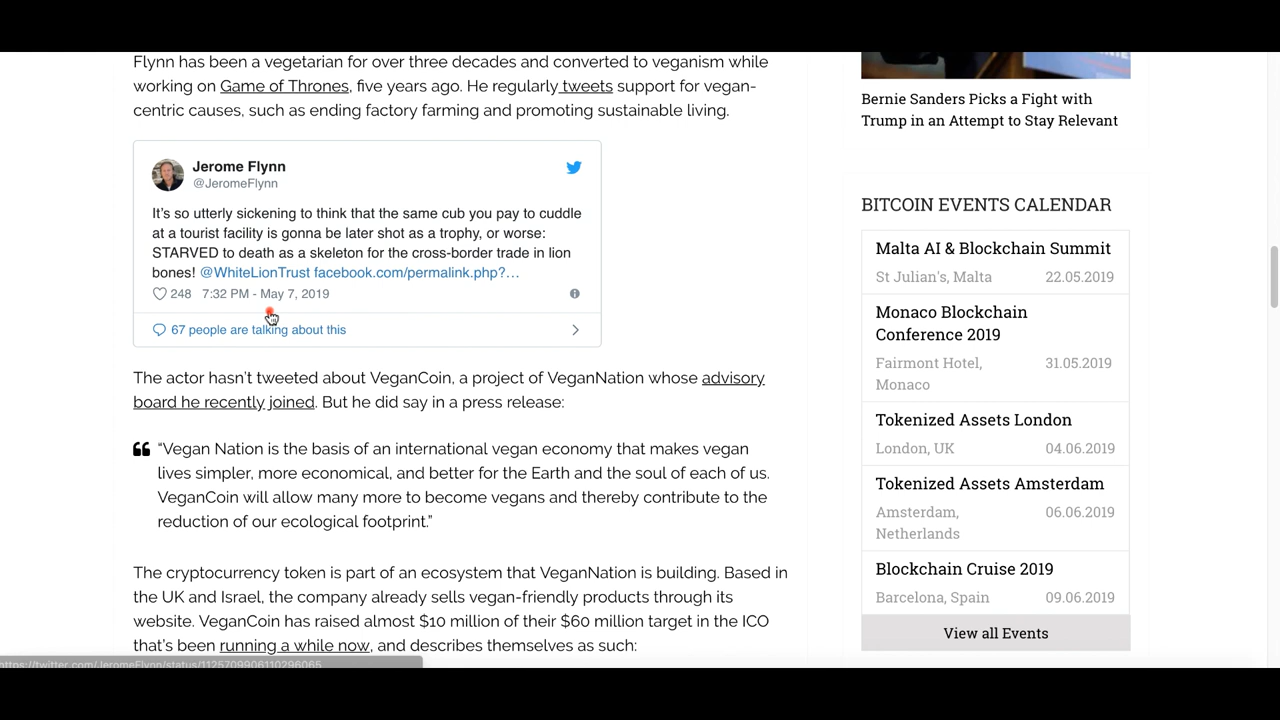 Flynn has been a vegetarian for over three decades and converted to veganism while
working on Game of Thrones, five years ago. He regularly tweets support for vegan-
centric causes, such as ending factory farming and promoting sustainable living.
Jerome Flynn
@JeromeFlynn
It's so utterly sickening to think that the same cub you pay to cuddle
at a tourist facility is gonna be later shot as a trophy, or worse:
STARVED to death as a skeleton for the cross-border trade in lion
bones! @WhiteLionTrust facebook.com/permalink.php?…
248 7:32 PM - May 7, 2019
67 people are talking about this
The actor hasn't tweeted about VeganCoin, a project of VeganNation whose advisory
board he recently joined. But he did say in a press release:
“Vegan Nation is the basis of an international vegan economy that makes vegan
lives simpler, more economical, and better for the Earth and the soul of each of us.
VeganCoin will allow many more to become vegans and thereby contribute to the
reduction of our ecological footprint.”
The cryptocurrency token is part of an ecosystem that VeganNation is building. Based in
the UK and Israel, the company already sells vegan-friendly products through its
website. VeganCoin has raised almost $10 million of their $60 million target in the ICO
that's been running a while now, and describes themselves as such:
https://twitter.com/JeromeFlynn/status/1125709906110296065
Bernie Sanders Picks a Fight with
Trump in an Attempt to Stay Relevant
BITCOIN EVENTS CALENDAR
Malta AI & Blockchain Summit
St Julian's, Malta 22.05.2019
Monaco Blockchain
Conference 2019
Fairmont Hotel, 31.05.2019
Monaco
Tokenized Assets London
London, UK 04.06.2019
Tokenized Assets Amsterdam
Amsterdam, 06.06.2019
Netherlands
Blockchain Cruise 2019
Barcelona, Spain 09.06.2019
View all Events